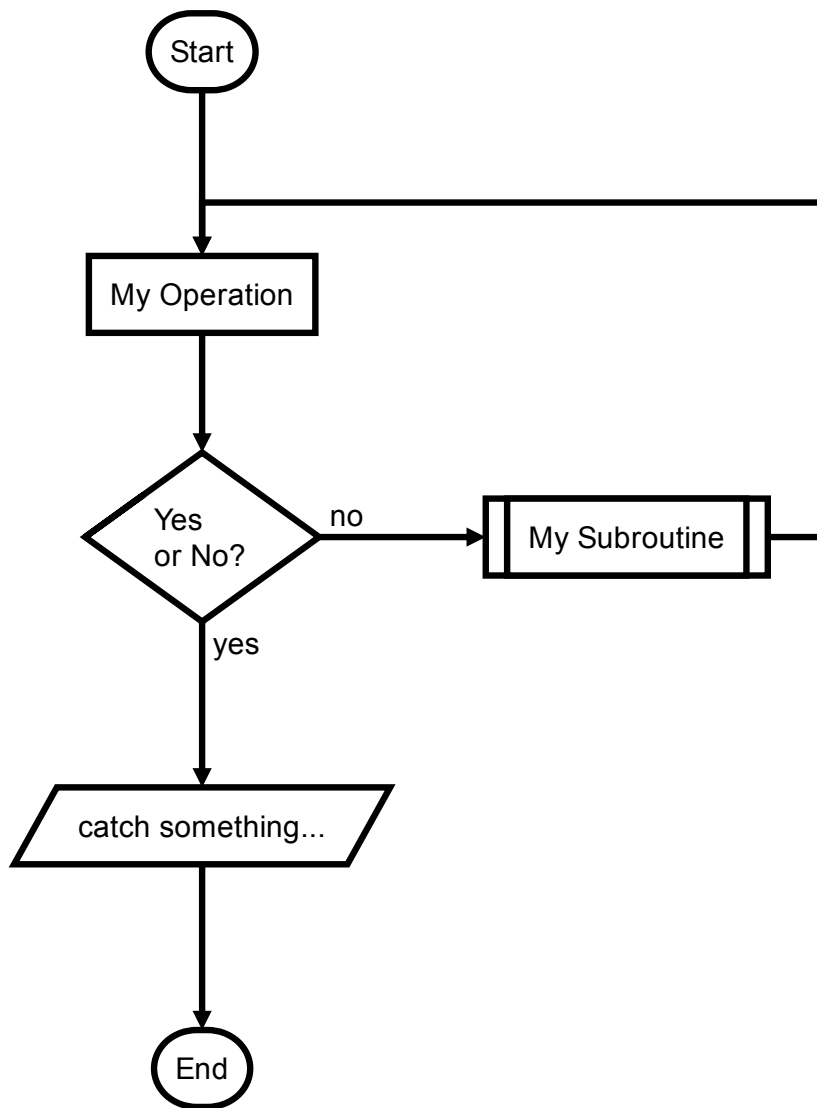 Start
My Operation
Yes
or No?
no
My Subroutine
yes
catch something...
End